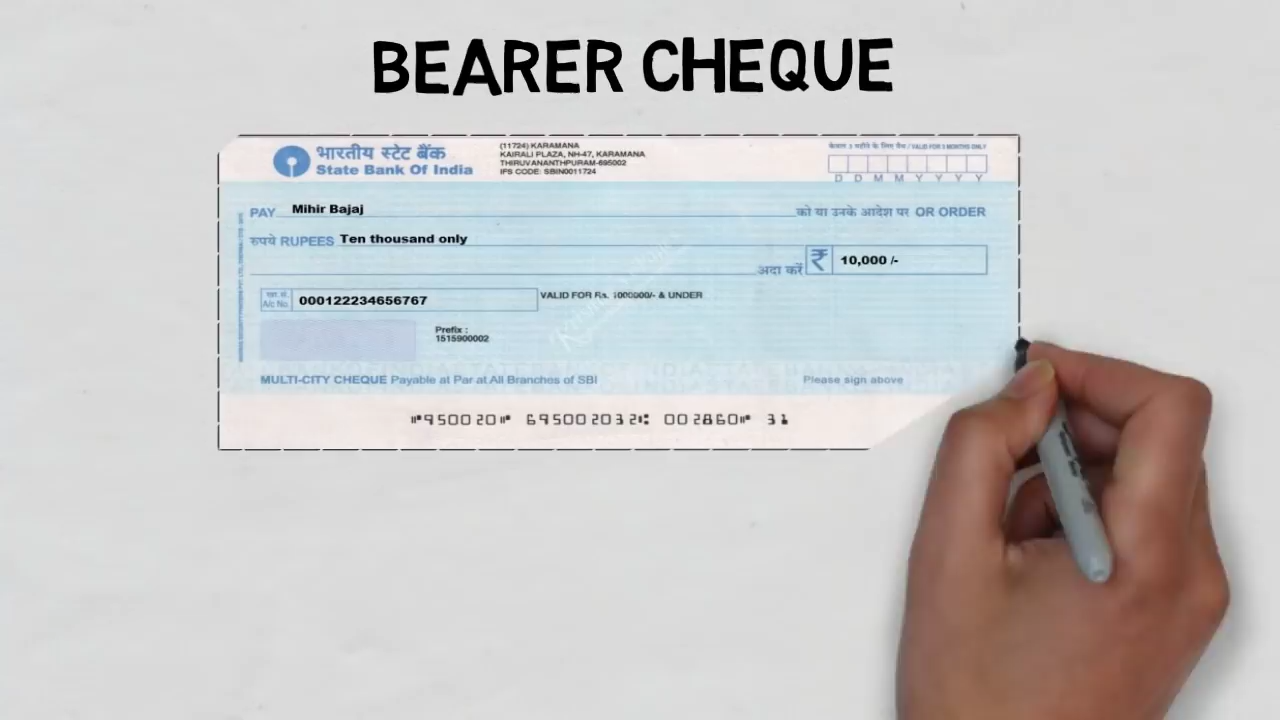 BEARER CHEQUE
भारतीय स्टेट बैंक
State Bank Of India
(11724) KARAMANA
KAIRALI PLAZA, NH-47, KARAMANA
THIRUVANANTHPURAM-695002
IFS CODE: SBIN0011724
केवल 3 महीने के लिए वैध / VALID FOR 3 MONTHS ONLY
D D M M Y Y Y Y
PAY Mihir Bajaj को या उनके आदेश पर OR ORDER
रुपये RUPEES Ten thousand only
अदा करें ₹ 10,000 /-
खा. सं.
A/c No. 000122234656767
VALID FOR Rs. 1000000/- & UNDER
Prefix :
1515900002
MULTI-CITY CHEQUE Payable at Par at All Branches of SBI
Please sign above
⑈950020⑈ 695002032⑆ 002860⑈ 31